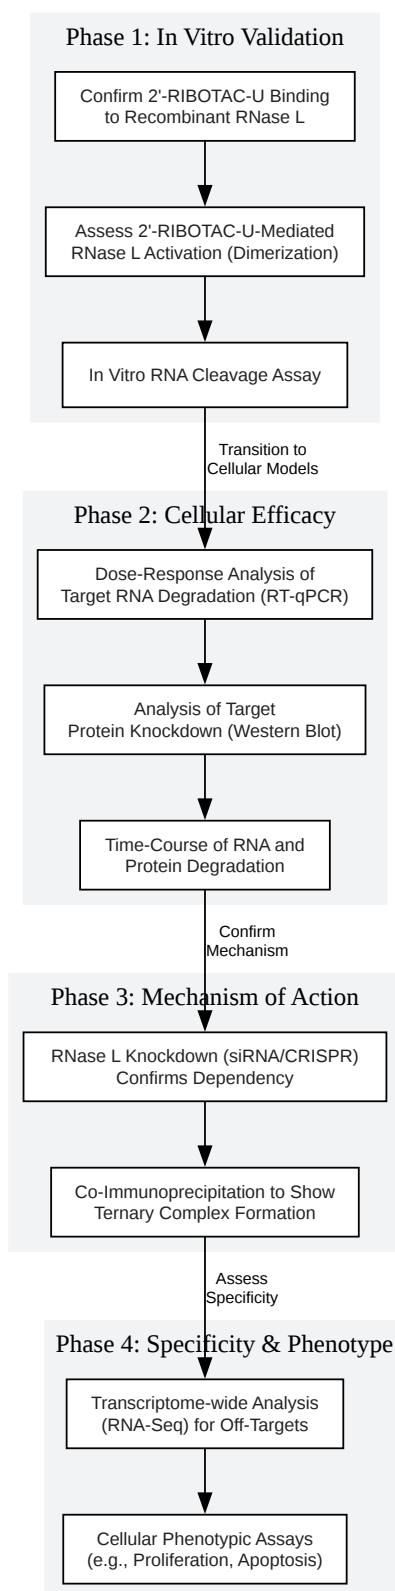 Phase 1: In Vitro Validation
Confirm 2'-RIBOTAC-U Binding
to Recombinant RNase L
Assess 2'-RIBOTAC-U-Mediated
RNase L Activation (Dimerization)
In Vitro RNA Cleavage Assay
Transition to
Cellular Models
Phase 2: Cellular Efficacy
Dose-Response Analysis of
Target RNA Degradation (RT-qPCR)
Analysis of Target
Protein Knockdown (Western Blot)
Time-Course of RNA and
Protein Degradation
Confirm
Mechanism
Phase 3: Mechanism of Action
RNase L Knockdown (siRNA/CRISPR)
Confirms Dependency
Co-Immunoprecipitation to Show
Ternary Complex Formation
Assess
Specificity
Phase 4: Specificity & Phenotype
Transcriptome-wide Analysis
(RNA-Seq) for Off-Targets
Cellular Phenotypic Assays
(e.g., Proliferation, Apoptosis)